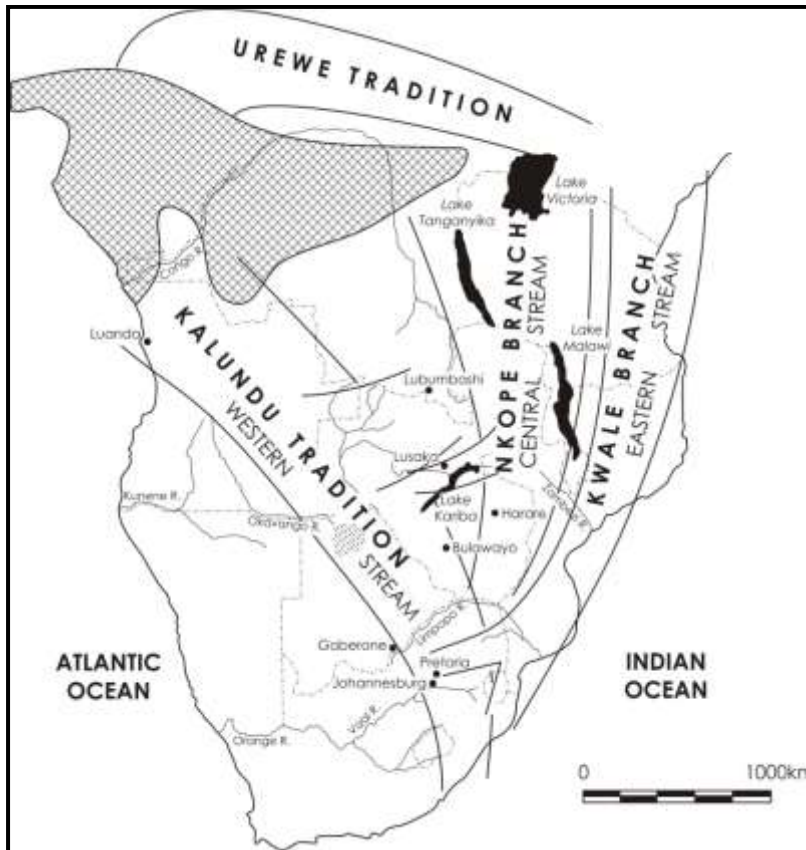 UREWE TRADITION
Lake
Victoria
Lake
Tanganyika
Congo R.
Luanda
KALUNDU TRADITION
WESTERN
STREAM
NKOPE BRANCH
CENTRAL STREAM
KWALE BRANCH
EASTERN STREAM
Lake
Malawi
Lubumbashi
Lusaka
Lake
Kariba
Zambezi R.
Harare
Kunene R.
Okavango R.
Bulawayo
Limpopo R.
Gaberone
Pretoria
Johannesburg
ATLANTIC
OCEAN
INDIAN
OCEAN
Vaal R.
Orange R.
0 1000km